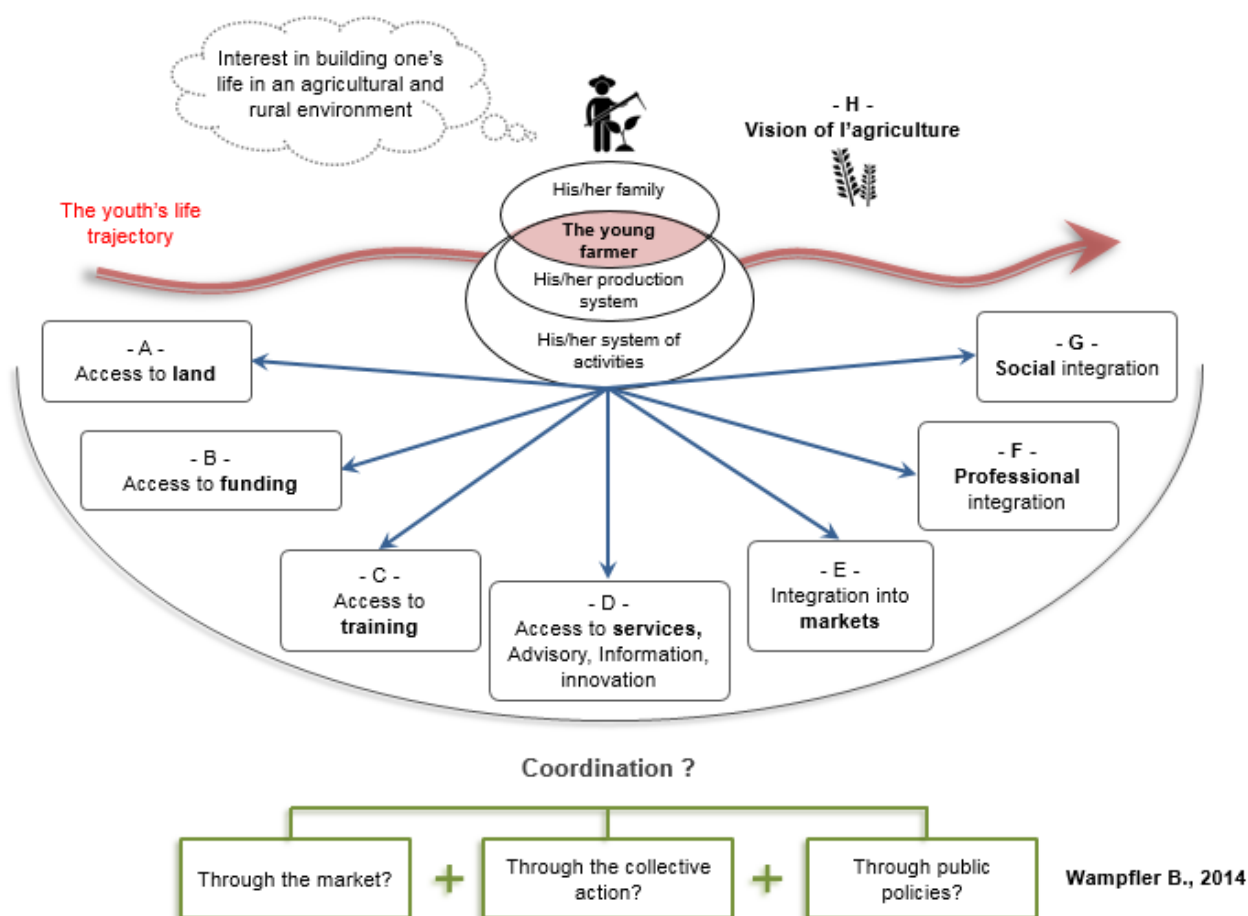 Interest in building one's
life in an agricultural and
rural environment
- H -
Vision of l'agriculture
The youth's life
trajectory
His/her family
The young
farmer
His/her production
system
His/her system of
activities
- A -
Access to land
- B -
Access to funding
- C -
Access to
training
- D -
Access to services,
Advisory, Information,
innovation
- E -
Integration into
markets
- F -
Professional
integration
- G -
Social integration
Coordination ?
Through the market?
+
Through the collective
action?
+
Through public
policies?
Wampfler B., 2014